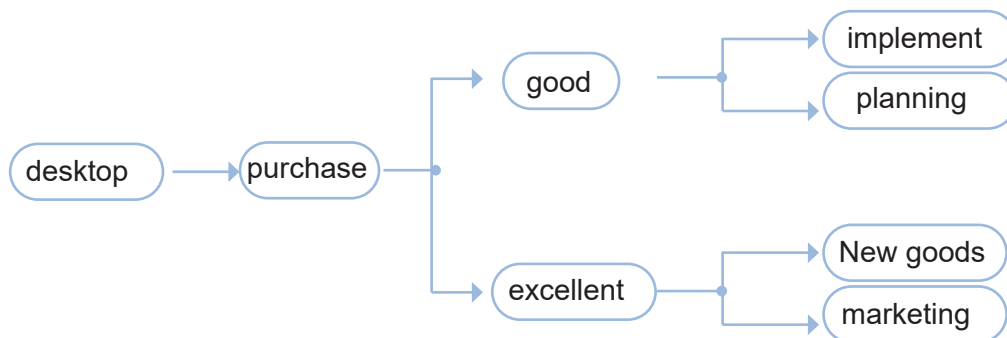 desktop
purchase
good
excellent
implement
planning
New goods
marketing